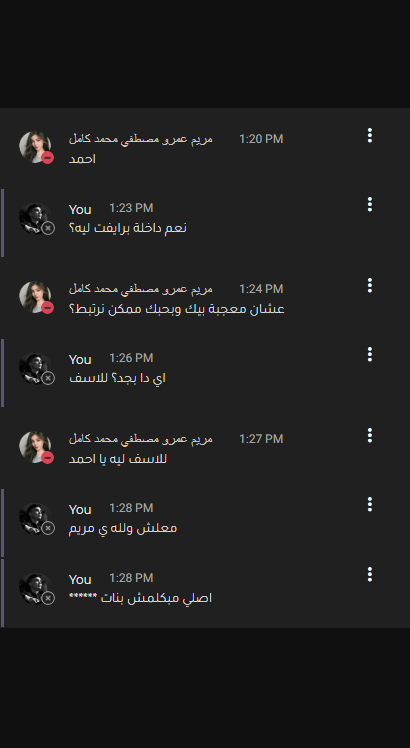 مريم عمرو مصطفي محمد كامل 1:20 PM
احمد
You 1:23 PM
نعم داخلة برايفت ليه؟
مريم عمرو مصطفي محمد كامل 1:24 PM
عشان معجبة بيك وبحبك ممكن نرتبط؟
You 1:26 PM
اي دا بجد؟ للاسف
مريم عمرو مصطفي محمد كامل 1:27 PM
للاسف ليه يا احمد
You 1:28 PM
معلش ولله ي مريم
You 1:28 PM
اصلي مبكلمش بنات ******